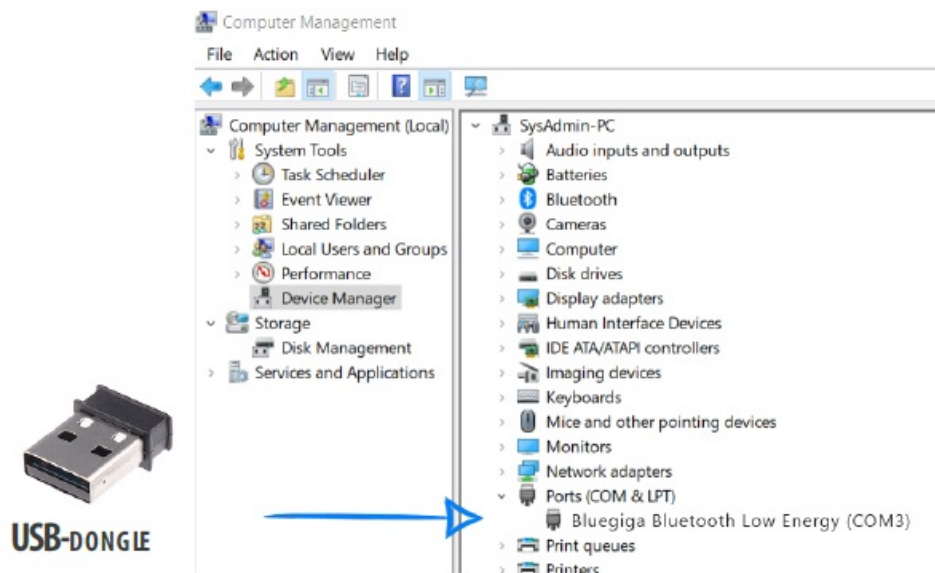 Computer Management
File Action View Help
Computer Management (Local)
System Tools
Task Scheduler
Event Viewer
Shared Folders
Local Users and Groups
Performance
Device Manager
Storage
Disk Management
Services and Applications
SysAdmin-PC
Audio inputs and outputs
Batteries
Bluetooth
Cameras
Computer
Disk drives
Display adapters
Human Interface Devices
IDE ATA/ATAPI controllers
Imaging devices
Keyboards
Mice and other pointing devices
Monitors
Network adapters
Ports (COM & LPT)
Bluegiga Bluetooth Low Energy (COM3)
Print queues
Printers
USB-DONGLE